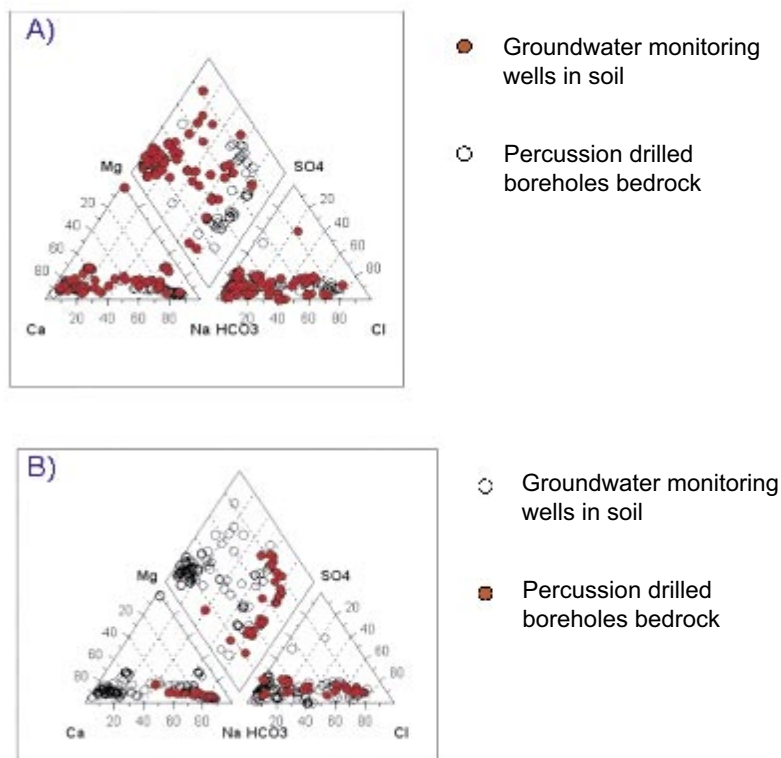 A)
Groundwater monitoring
wells in soil
Percussion drilled
boreholes bedrock
Mg
SO4
20
20
40
40
60
60
80
80
20 40 60 80
20 40 60 80
Ca
Na HCO3
Cl
B)
Groundwater monitoring
wells in soil
Percussion drilled
boreholes bedrock
Mg
SO4
20
20
40
40
60
60
80
80
20 40 60 80
20 40 60 80
Ca
Na HCO3
Cl